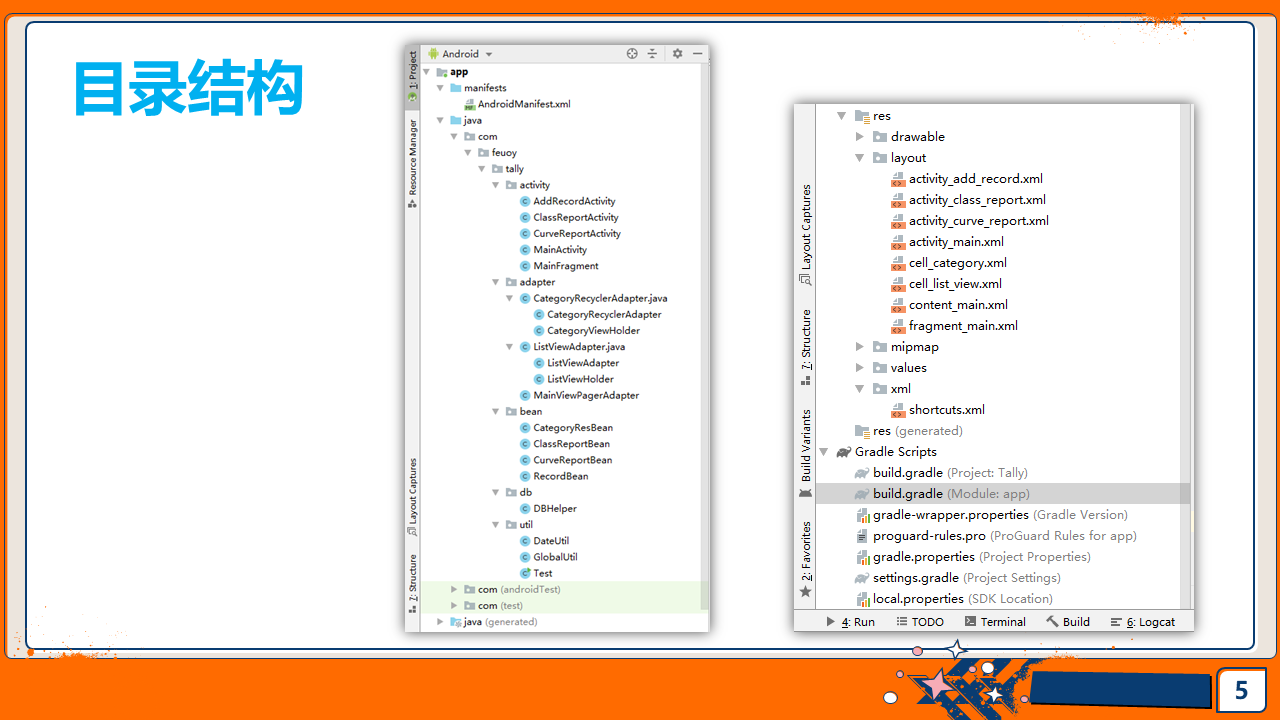 目录结构
1: Project
Resource Manager
Layout Captures
7: Structure
Android
app
manifests
AndroidManifest.xml
java
com
feuoy
tally
activity
AddRecordActivity
ClassReportActivity
CurveReportActivity
MainActivity
MainFragment
adapter
CategoryRecyclerAdapter.java
CategoryRecyclerAdapter
CategoryViewHolder
ListViewAdapter.java
ListViewAdapter
ListViewHolder
MainViewPagerAdapter
bean
CategoryResBean
ClassReportBean
CurveReportBean
RecordBean
db
DBHelper
util
DateUtil
GlobalUtil
Test
com (androidTest)
com (test)
java (generated)
Layout Captures
7: Structure
Build Variants
2: Favorites
res
drawable
layout
activity_add_record.xml
activity_class_report.xml
activity_curve_report.xml
activity_main.xml
cell_category.xml
cell_list_view.xml
content_main.xml
fragment_main.xml
mipmap
values
xml
shortcuts.xml
res (generated)
Gradle Scripts
build.gradle (Project: Tally)
build.gradle (Module: app)
gradle-wrapper.properties (Gradle Version)
proguard-rules.pro (ProGuard Rules for app)
gradle.properties (Project Properties)
settings.gradle (Project Settings)
local.properties (SDK Location)
4: Run TODO Terminal Build 6: Logcat
5